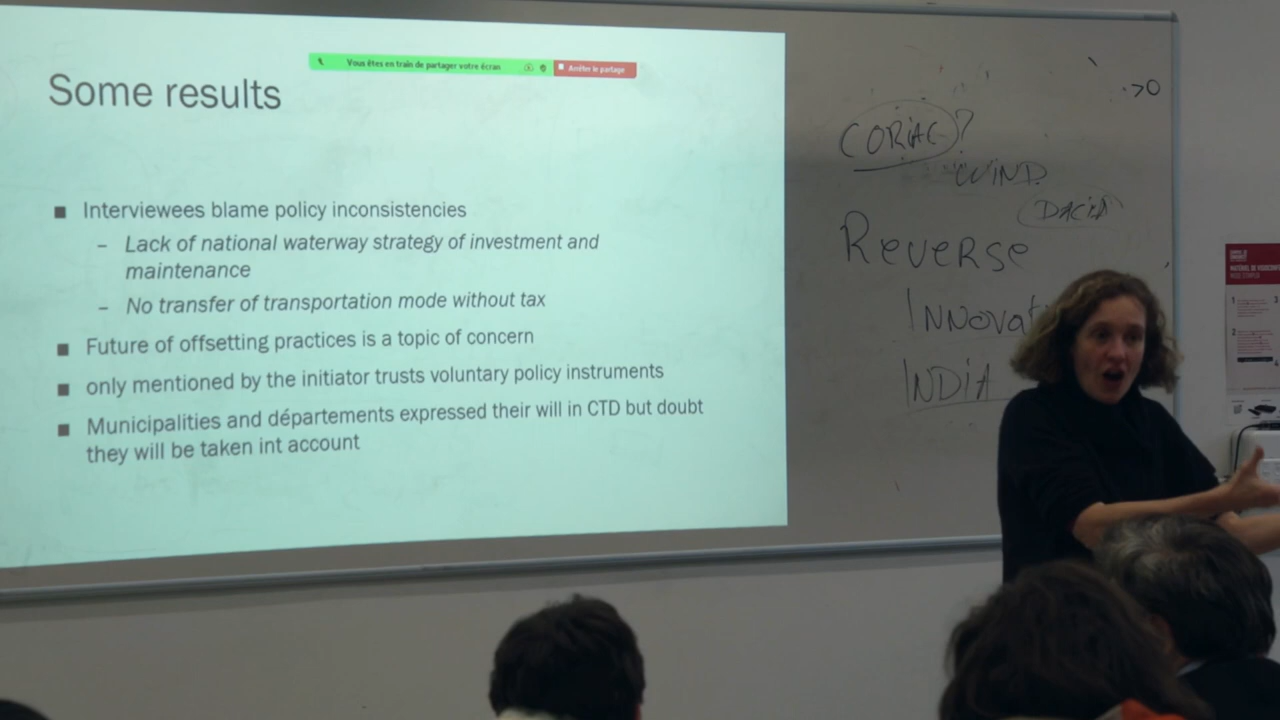 Vous êtes en train de partager votre écran
Arrêter le partage
Some results
■ Interviewees blame policy inconsistencies
– Lack of national waterway strategy of investment and
maintenance
– No transfer of transportation mode without tax
■ Future of offsetting practices is a topic of concern
■ only mentioned by the initiator trusts voluntary policy instruments
■ Municipalities and départements expressed their will in CTD but doubt
they will be taken int account
>0
CORIAC?
WIND
DACIA
Reverse
INNovat
INDIA